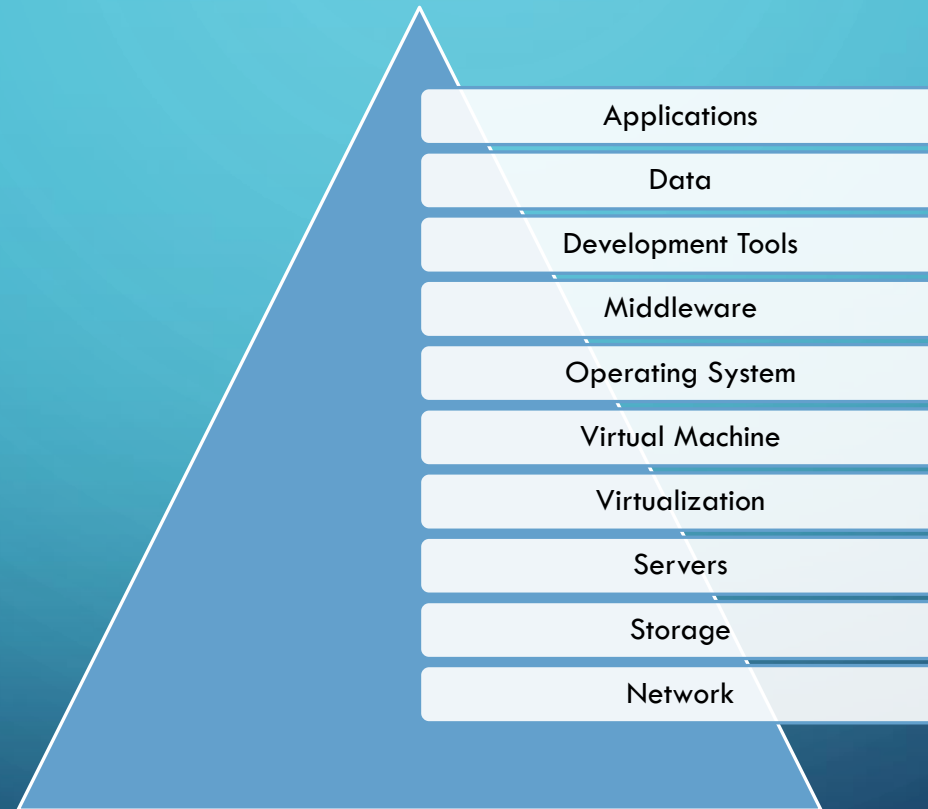 Applications
Data
Development Tools
Middleware
Operating System
Virtual Machine
Virtualization
Servers
Storage
Network